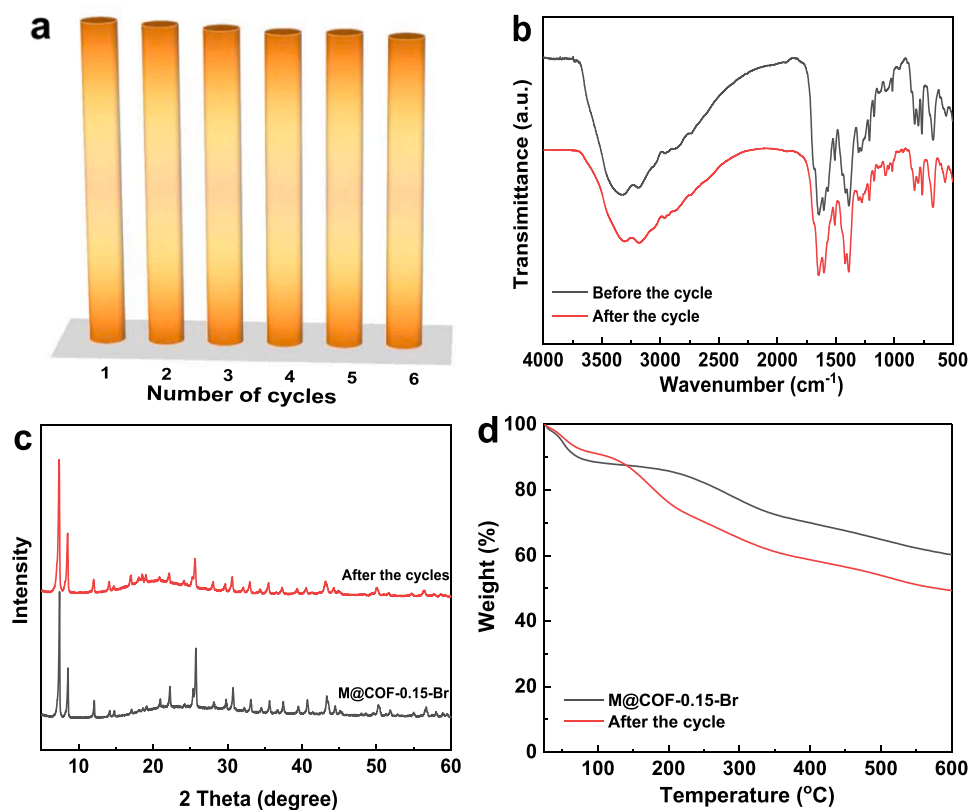 a
1 2 3 4 5 6
Number of cycles
b
Transimittance (a.u.)
Before the cycle
After the cycle
4000 3500 3000 2500 2000 1500 1000 500
Wavenumber (cm⁻¹)
c
Intensity
After the cycles
M@COF-0.15-Br
10 20 30 40 50 60
2 Theta (degree)
d
Weight (%)
100
80
60
40
20
0
M@COF-0.15-Br
After the cycle
100 200 300 400 500 600
Temperature (°C)